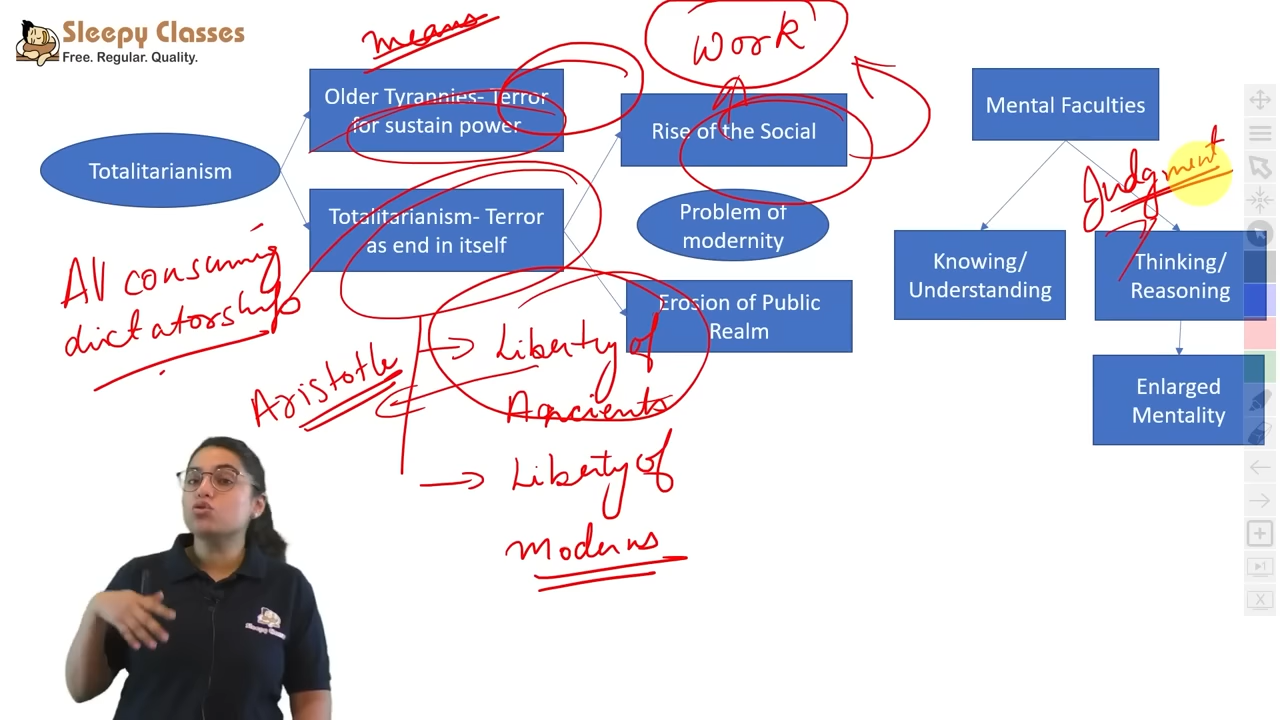 Sleepy Classes
Free. Regular. Quality.
means
work
Older Tyrannies- Terror
for sustain power
Totalitarianism
Rise of the Social
Mental Faculties
Judgment
Totalitarianism- Terror
as end in itself
Problem of
modernity
Knowing/
Understanding
Thinking/
Reasoning
All consuming
dictatorship
Erosion of Public
Realm
Aristotle
Liberty of
Ancients
Liberty of
Moderns
Enlarged
Mentality